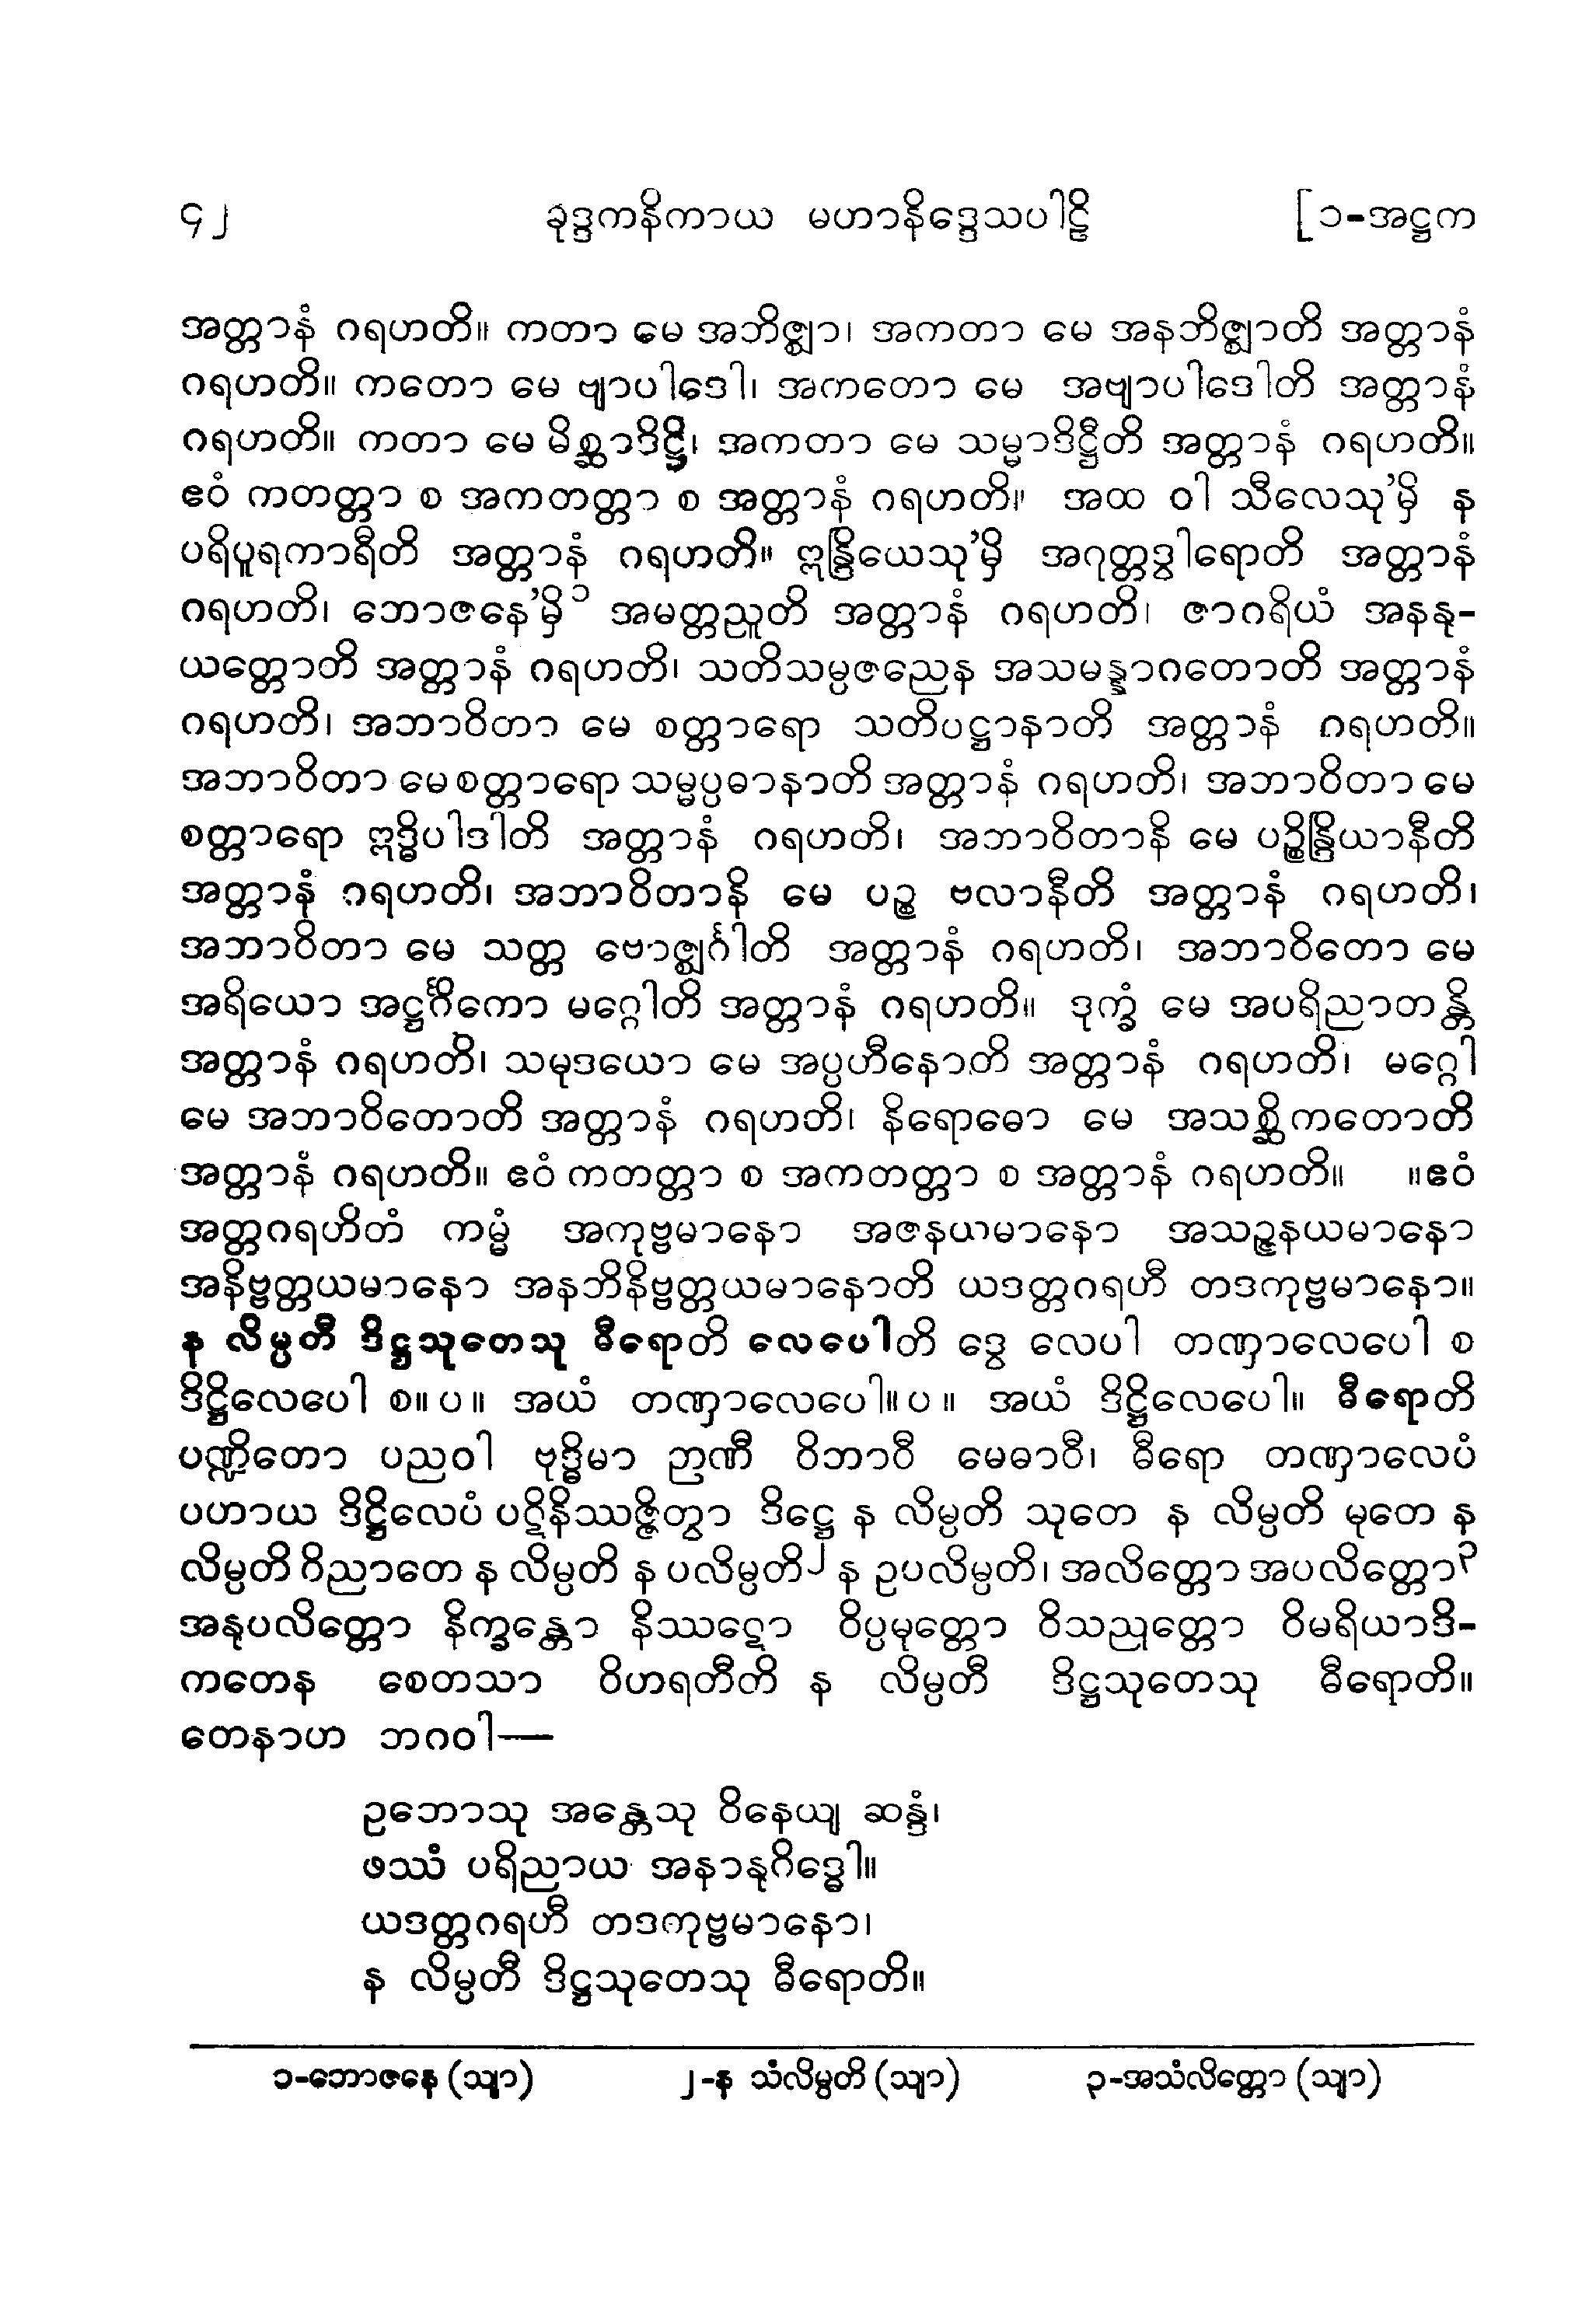 ၄၂ ခုဒ္ဒကနိကာယ မဟာနိဒ္ဒေသပါဠိ [၁-အဋ္ဌက
အတ္တာနံ ဂရဟတိ။ ကတာ မေ အဘိဇ္ဈာ၊ အကတာ မေ အနဘိဇ္ဈာတိ အတ္တာနံ
ဂရဟတိ။ ကတော မေ ဗျာပါဒေါ၊ အကတော မေ အဗျာပါဒေါတိ အတ္တာနံ
ဂရဟတိ။ ကတာ မေ မိစ္ဆာဒိဋ္ဌိ၊ အကတာ မေ သမ္မာဒိဋ္ဌီတိ အတ္တာနံ ဂရဟတိ။
ဧဝံ ကတတ္တာ စ အကတတ္တာ စ အတ္တာနံ ဂရဟတိ။ အထ ဝါ သီလေသု’မှိ န
ပရိပူရကာရီတိ အတ္တာနံ ဂရဟတိ။ ဣန္ဒြိယေသု’မှိ အဂုတ္တဒွါရောတိ အတ္တာနံ
ဂရဟတိ၊ ဘောဇနေ’မှိ၁ အမတ္တညူတိ အတ္တာနံ ဂရဟတိ၊ ဇာဂရိယံ အနနု-
ယုတ္တောတိ အတ္တာနံ ဂရဟတိ၊ သတိသမ္ပဇညေန အသမန္နာဂတောတိ အတ္တာနံ
ဂရဟတိ၊ အဘာဝိတာ မေ စတ္တာရော သတိပဋ္ဌာနာတိ အတ္တာနံ ဂရဟတိ။
အဘာဝိတာ မေ စတ္တာရော သမ္မပ္ပဓာနာတိ အတ္တာနံ ဂရဟတိ၊ အဘာဝိတာ မေ
စတ္တာရော ဣဒ္ဓိပါဒါတိ အတ္တာနံ ဂရဟတိ၊ အဘာဝိတာနိ မေ ပဉ္စိန္ဒြိယာနီတိ
အတ္တာနံ ဂရဟတိ၊ အဘာဝိတာနိ မေ ပဉ္စ ဗလာနီတိ အတ္တာနံ ဂရဟတိ၊
အဘာဝိတာ မေ သတ္တ ဗောဇ္ဈင်္ဂါတိ အတ္တာနံ ဂရဟတိ၊ အဘာဝိတော မေ
အရိယော အဋ္ဌင်္ဂိကော မဂ္ဂေါတိ အတ္တာနံ ဂရဟတိ။ ဒုက္ခံ မေ အပရိညာတန္တိ
အတ္တာနံ ဂရဟတိ၊ သမုဒယော မေ အပ္ပဟီနောတိ အတ္တာနံ ဂရဟတိ၊ မဂ္ဂေါ
မေ အဘာဝိတောတိ အတ္တာနံ ဂရဟတိ၊ နိရောဓော မေ အသစ္ဆိကတောတိ
အတ္တာနံ ဂရဟတိ။ ဧဝံ ကတတ္တာ စ အကတတ္တာ စ အတ္တာနံ ဂရဟတိ။ ။ဧဝံ
အတ္တဂရဟိတံ ကမ္မံ အကုဗ္ဗမာနော အဇနယမာနော အသဉ္ဇနယမာနော
အနိဗ္ဗတ္တယမာနော အနဘိနိဗ္ဗတ္တယမာနောတိ ယဒတ္တဂရဟီ တဒကုဗ္ဗမာနော။
န လိမ္ပတီ ဒိဋ္ဌသုတေသု ဓီရောတိ လေပေါတိ ဒွေ လေပါ တဏှာလေပေါ စ
ဒိဋ္ဌိလေပေါ စ။ ပ။ အယံ တဏှာလေပေါ။ ပ။ အယံ ဒိဋ္ဌိလေပေါ။ ဓီရောတိ
ပဏ္ဍိတော ပညဝါ ဗုဒ္ဓိမာ ဉာဏီ ဝိဘာဝီ မေဓာဝီ၊ ဓီရော တဏှာလေပံ
ပဟာယ ဒိဋ္ဌိလေပံ ပဋိနိဿဇ္ဇိတွာ ဒိဋ္ဌေ န လိမ္ပတိ သုတေ န လိမ္ပတိ မုတေ န
လိမ္ပတိ ဝိညာတေ န လိမ္ပတိ န ပလိမ္ပတိ၂ န ဥပလိမ္ပတိ၊ အလိတ္တော အပလိတ္တော၃
အနုပလိတ္တော နိက္ခန္တော နိဿဋော ဝိပ္ပမုတ္တော ဝိသညုတ္တော ဝိမရိယာဒိ-
ကတေန စေတသာ ဝိဟရတီတိ န လိမ္ပတီ ဒိဋ္ဌသုတေသု ဓီရောတိ။
တေနာဟ ဘဂဝါ—
ဥဘောသု အန္တေသု ဝိနေယျ ဆန္ဒံ၊
ဖဿံ ပရိညာယ အနာနုဂိဒ္ဓေါ။
ယဒတ္တဂရဟီ တဒကုဗ္ဗမာနော၊
န လိမ္ပတီ ဒိဋ္ဌသုတေသု ဓီရောတိ။
၁-ဘောဇနေ (သျာ) ၂-န သံလိမ္ပတိ (သျာ) ၃-အသံလိတ္တော (သျာ)